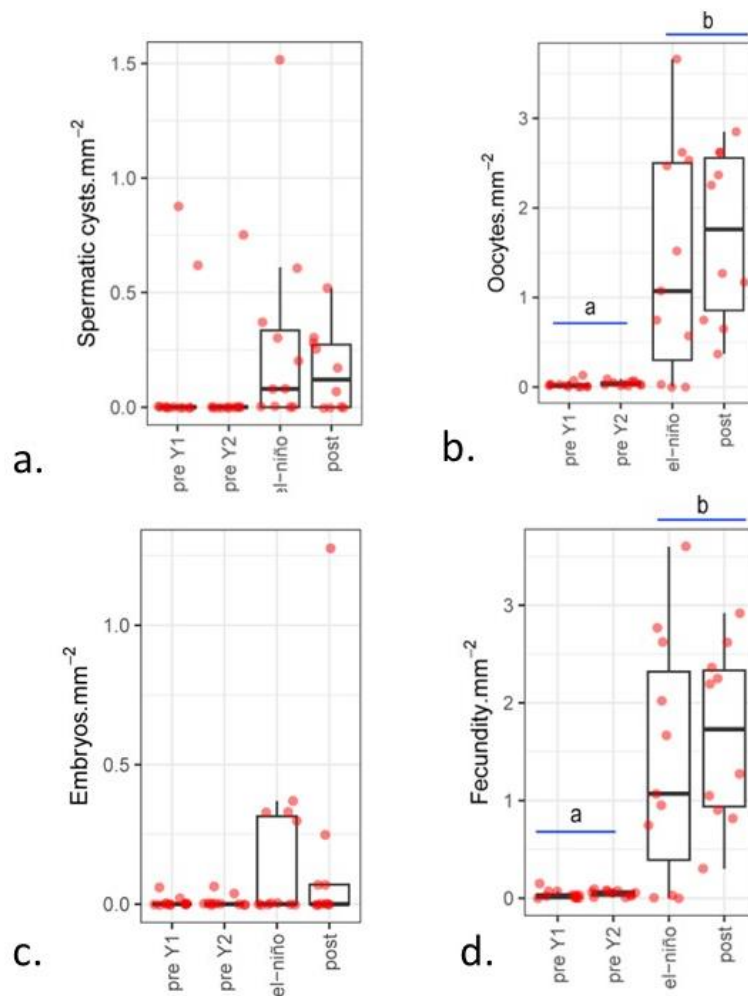 Spermatic cysts.mm−2
1.5
1.0
0.5
0.0
pre Y1
pre Y2
el-niño
post
a.
b
Oocytes.mm−2
3
2
1
0
a
pre Y1
pre Y2
el-niño
post
b.
Embryos.mm−2
1.0
0.5
0.0
pre Y1
pre Y2
el-niño
post
c.
b
Fecundity.mm−2
3
2
1
0
a
pre Y1
pre Y2
el-niño
post
d.